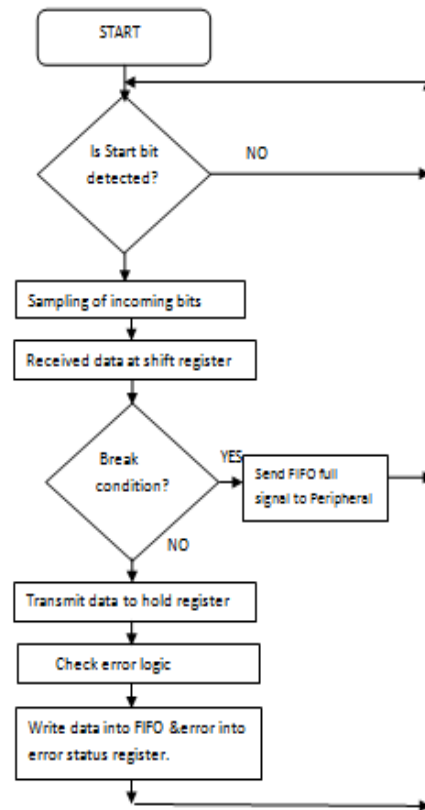 START
Is Start bit
detected?
NO
Sampling of incoming bits
Received data at shift register
Break
condition?
YES
Send FIFO full
signal to Peripheral
NO
Transmit data to hold register
Check error logic
Write data into FIFO &error into
error status register.